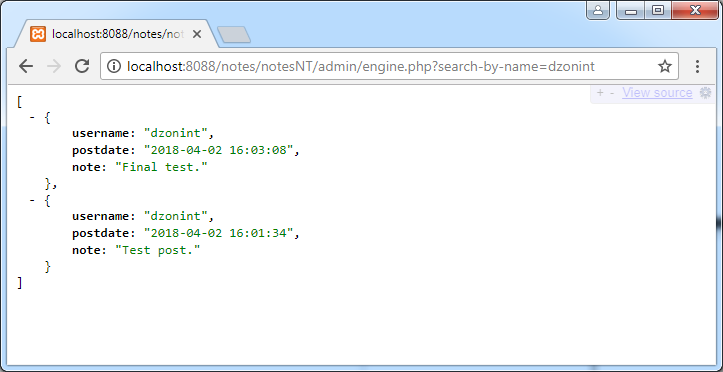 localhost:8088/notes/not
localhost:8088/notes/notesNT/admin/engine.php?search-by-name=dzonint
+ - View source
[
- {
username: "dzonint",
postdate: "2018-04-02 16:03:08",
note: "Final test."
},
- {
username: "dzonint",
postdate: "2018-04-02 16:01:34",
note: "Test post."
}
]